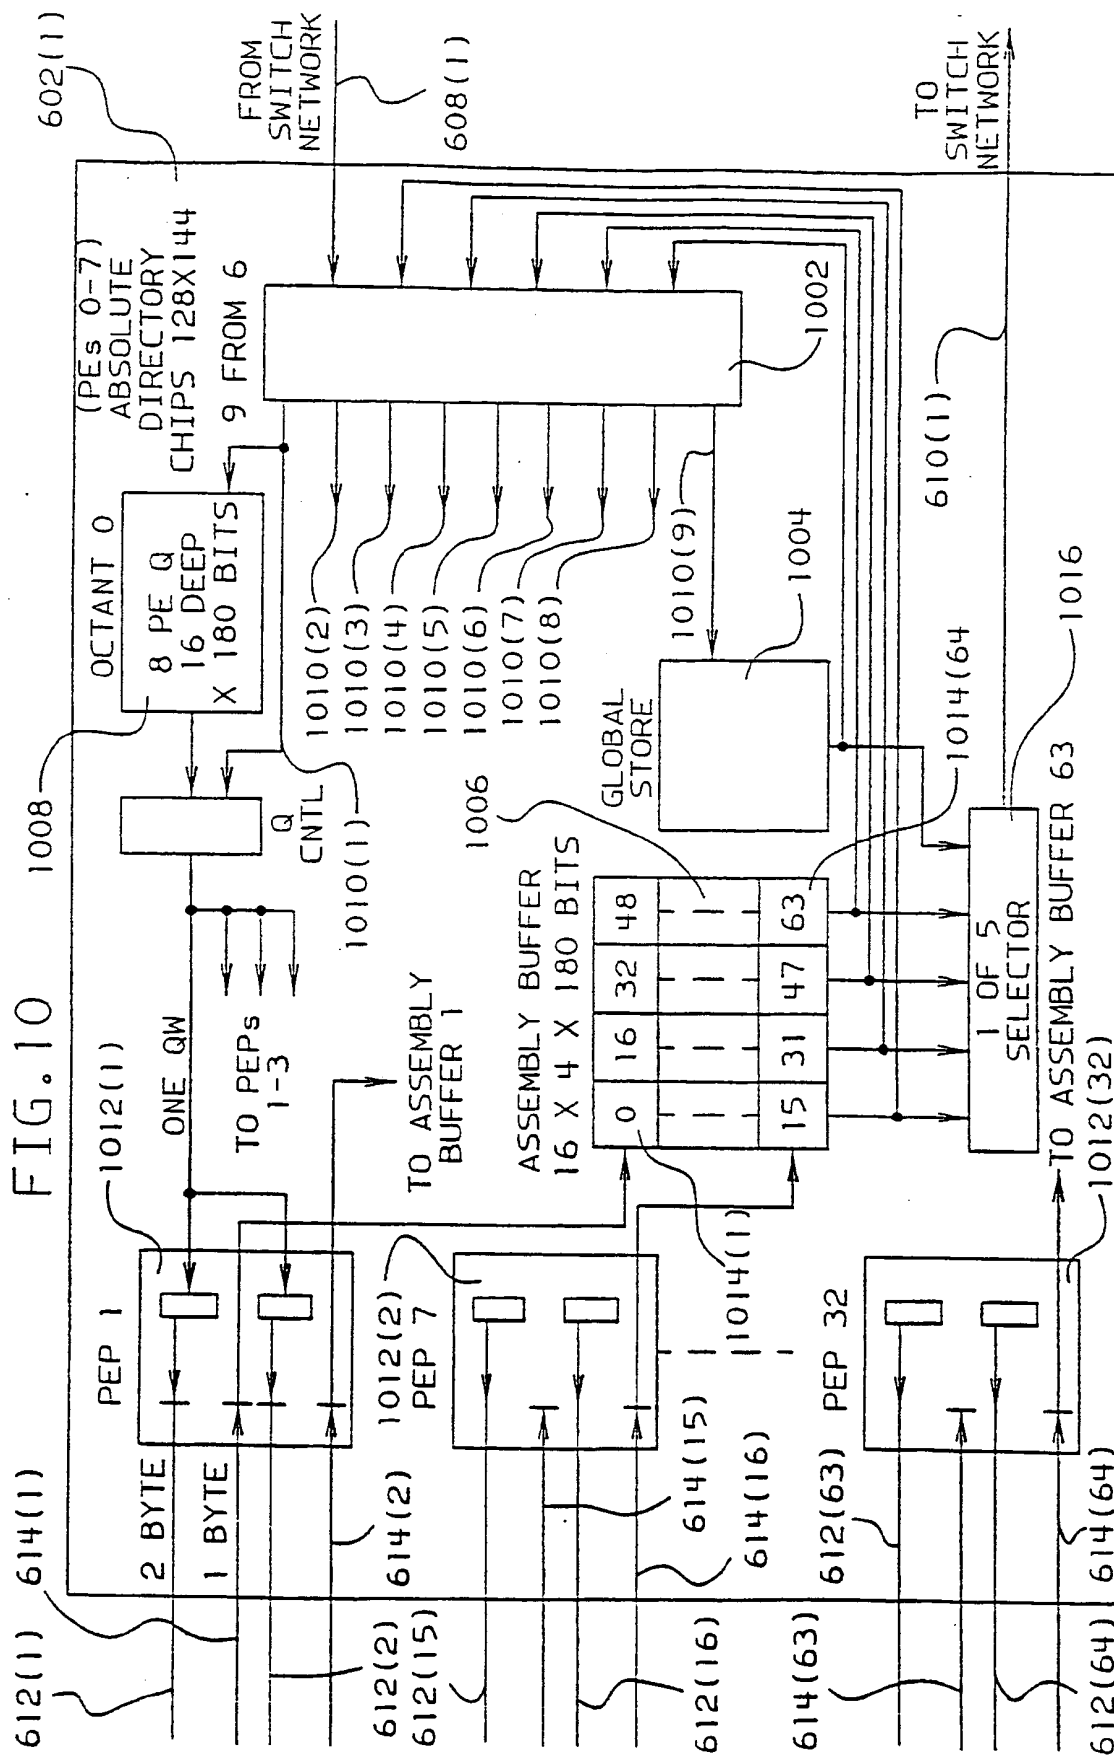 FIG.10
602(1)
(PEs 0-7)
ABSOLUTE
DIRECTORY
CHIPS 128X144
FROM
SWITCH
NETWORK
608(1)
9 FROM 6
1002
OCTANT 0
8 PE Q
16 DEEP
X 180 BITS
1008
Q
CNTL
1010(1)
1010(2)
1010(3)
1010(4)
1010(5)
1010(6)
1010(7)
1010(8)
1010(9)
ONE QW
TO PEPs
1-3
1012(1)
PEP 1
2 BYTE
1 BYTE
612(1)
614(1)
612(2)
614(2)
TO ASSEMBLY
BUFFER 1
GLOBAL
STORE
1004
1006
ASSEMBLY BUFFER
16 X 4 X 180 BITS
0
16
32
48
15
31
47
63
1014(1)
1014(64
1012(2)
PEP 7
612(15)
614(15)
612(16)
614(16)
1 OF 5
SELECTOR
1016
610(1)
TO
SWITCH
NETWORK
TO ASSEMBLY BUFFER 63
1012(32)
PEP 32
612(63)
614(63)
612(64)
614(64)